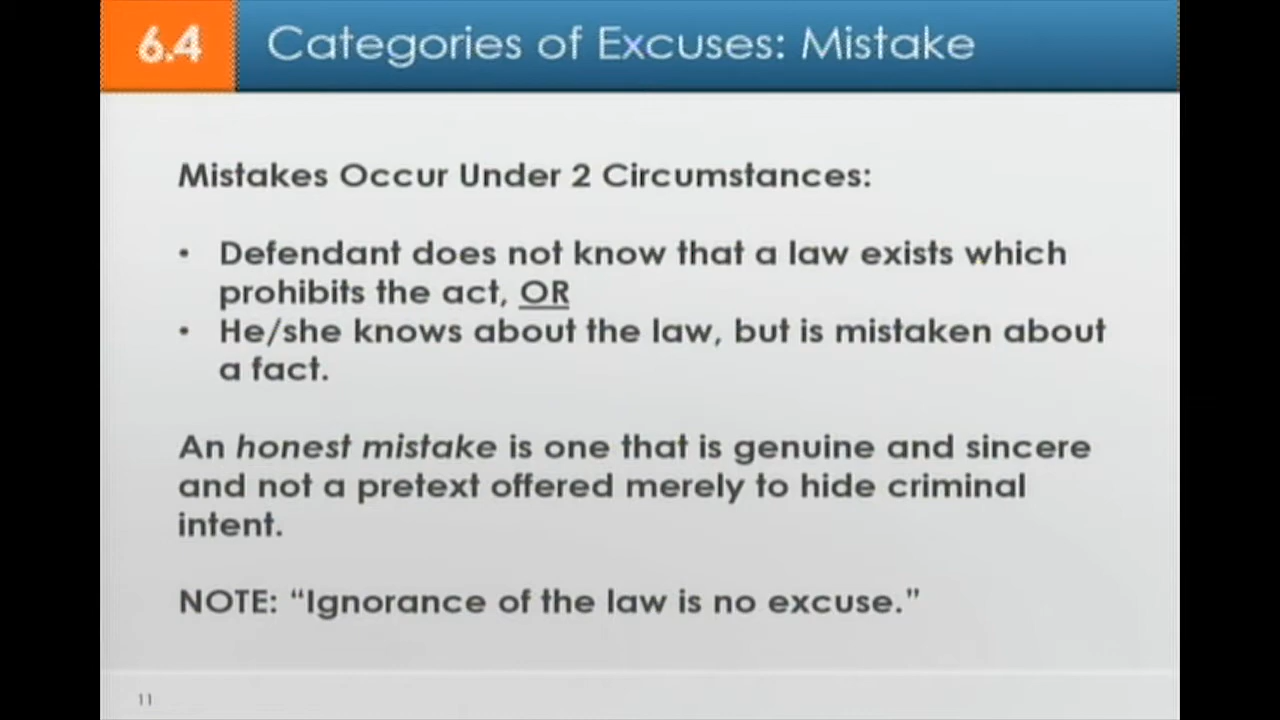 6.4
Categories of Excuses: Mistake
Mistakes Occur Under 2 Circumstances:
• Defendant does not know that a law exists which
prohibits the act, OR
• He/she knows about the law, but is mistaken about
a fact.
An honest mistake is one that is genuine and sincere
and not a pretext offered merely to hide criminal
intent.
NOTE: “Ignorance of the law is no excuse.”
11